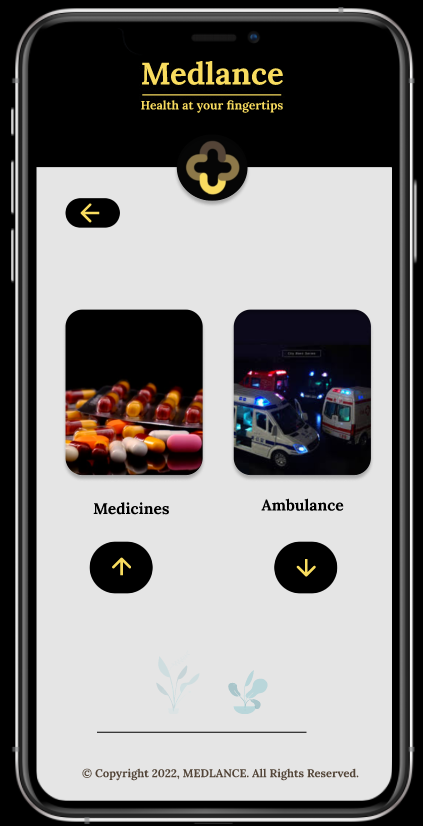 Medlance
Health at your fingertips
Medicines
Ambulance
© Copyright 2022, MEDLANCE. All Rights Reserved.